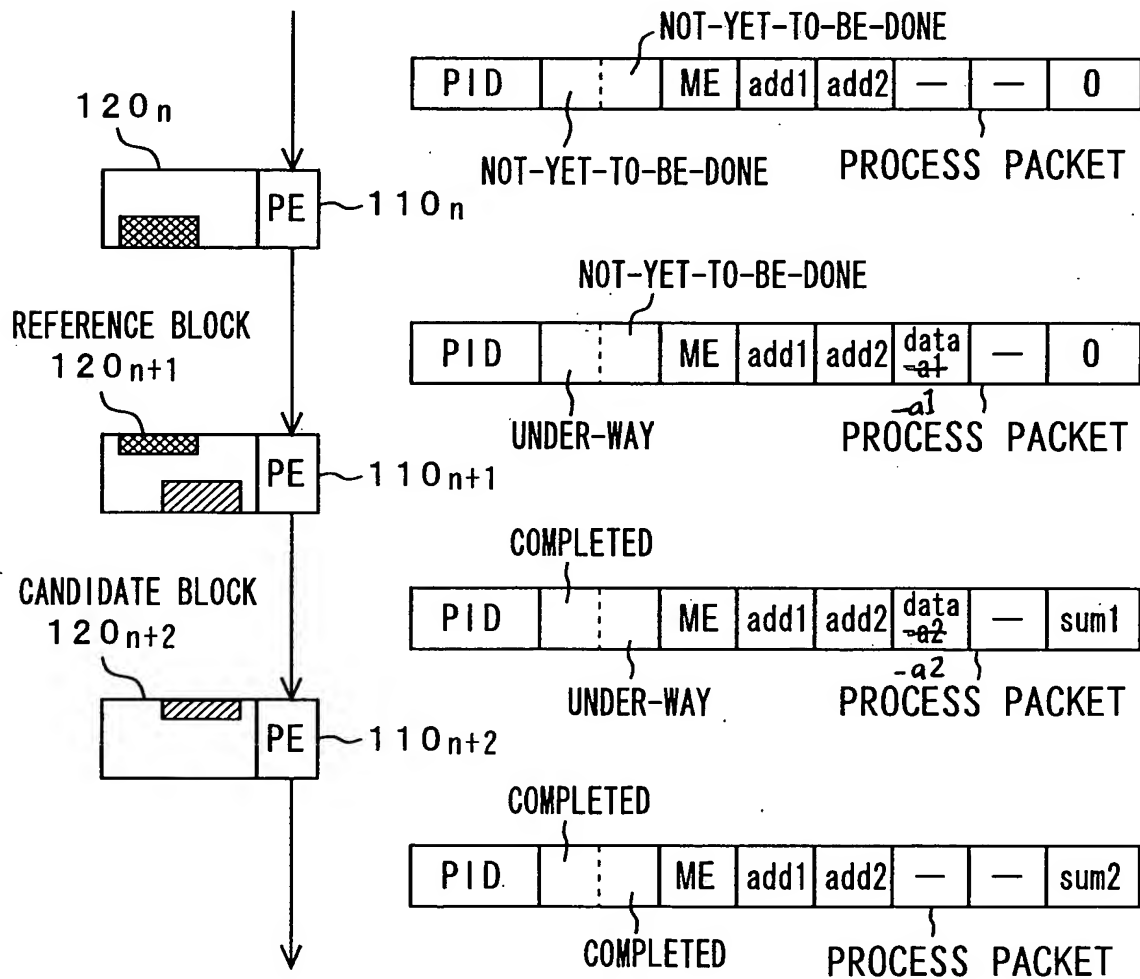 NOT-YET-TO-BE-DONE
PID ME add1 add2 — — 0
120n
NOT-YET-TO-BE-DONE
PROCESS PACKET
PE
110n
NOT-YET-TO-BE-DONE
REFERENCE BLOCK
120n+1
PID ME add1 add2 data -a1 — 0
-a1
UNDER-WAY
PROCESS PACKET
PE
110n+1
COMPLETED
CANDIDATE BLOCK
120n+2
PID ME add1 add2 data -a2 — sum1
-a2
UNDER-WAY
PROCESS PACKET
PE
110n+2
COMPLETED
PID ME add1 add2 — — sum2
COMPLETED
PROCESS PACKET